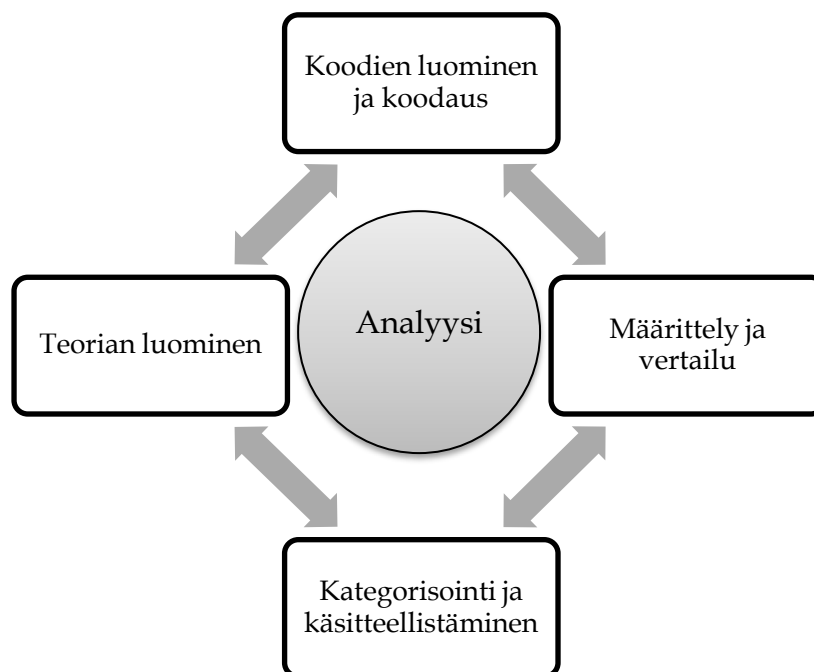 Koodien luominen
ja koodaus
Teorian luominen
Analyysi
Määrittely ja
vertailu
Kategorisointi ja
käsitteellistäminen